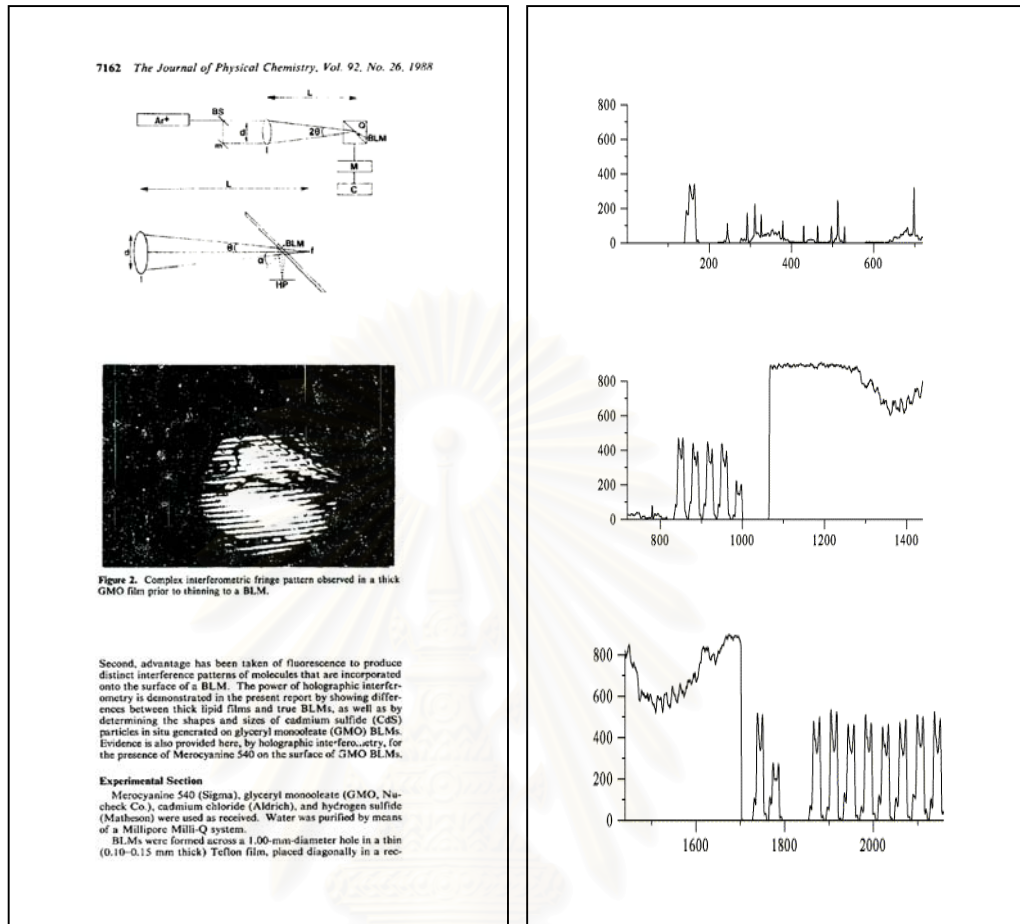 7162 The Journal of Physical Chemistry, Vol. 92, No. 26, 1988
L
BS
Ar+
d
2θ
Q
BLM
m
l
M
C
L
d
θ
BLM
f
α
l
HP
Figure 2. Complex interferometric fringe pattern observed in a thick
GMO film prior to thinning to a BLM.
Second, advantage has been taken of fluorescence to produce
distinct interference patterns of molecules that are incorporated
onto the surface of a BLM. The power of holographic interfer-
ometry is demonstrated in the present report by showing differ-
ences between thick lipid films and true BLMs, as well as by
determining the shapes and sizes of cadmium sulfide (CdS)
particles in situ generated on glyceryl monooleate (GMO) BLMs.
Evidence is also provided here, by holographic interfero...etry, for
the presence of Merocyanine 540 on the surface of GMO BLMs.
Experimental Section
Merocyanine 540 (Sigma), glyceryl monooleate (GMO, Nu-
check Co.), cadmium chloride (Aldrich), and hydrogen sulfide
(Matheson) were used as received. Water was purified by means
of a Millipore Milli-Q system.
BLMs were formed across a 1.00-mm-diameter hole in a thin
(0.10–0.15 mm thick) Teflon film, placed diagonally in a rec-
800
600
400
200
0
200 400 600
800
600
400
200
0
800 1000 1200 1400
800
600
400
200
0
1600 1800 2000